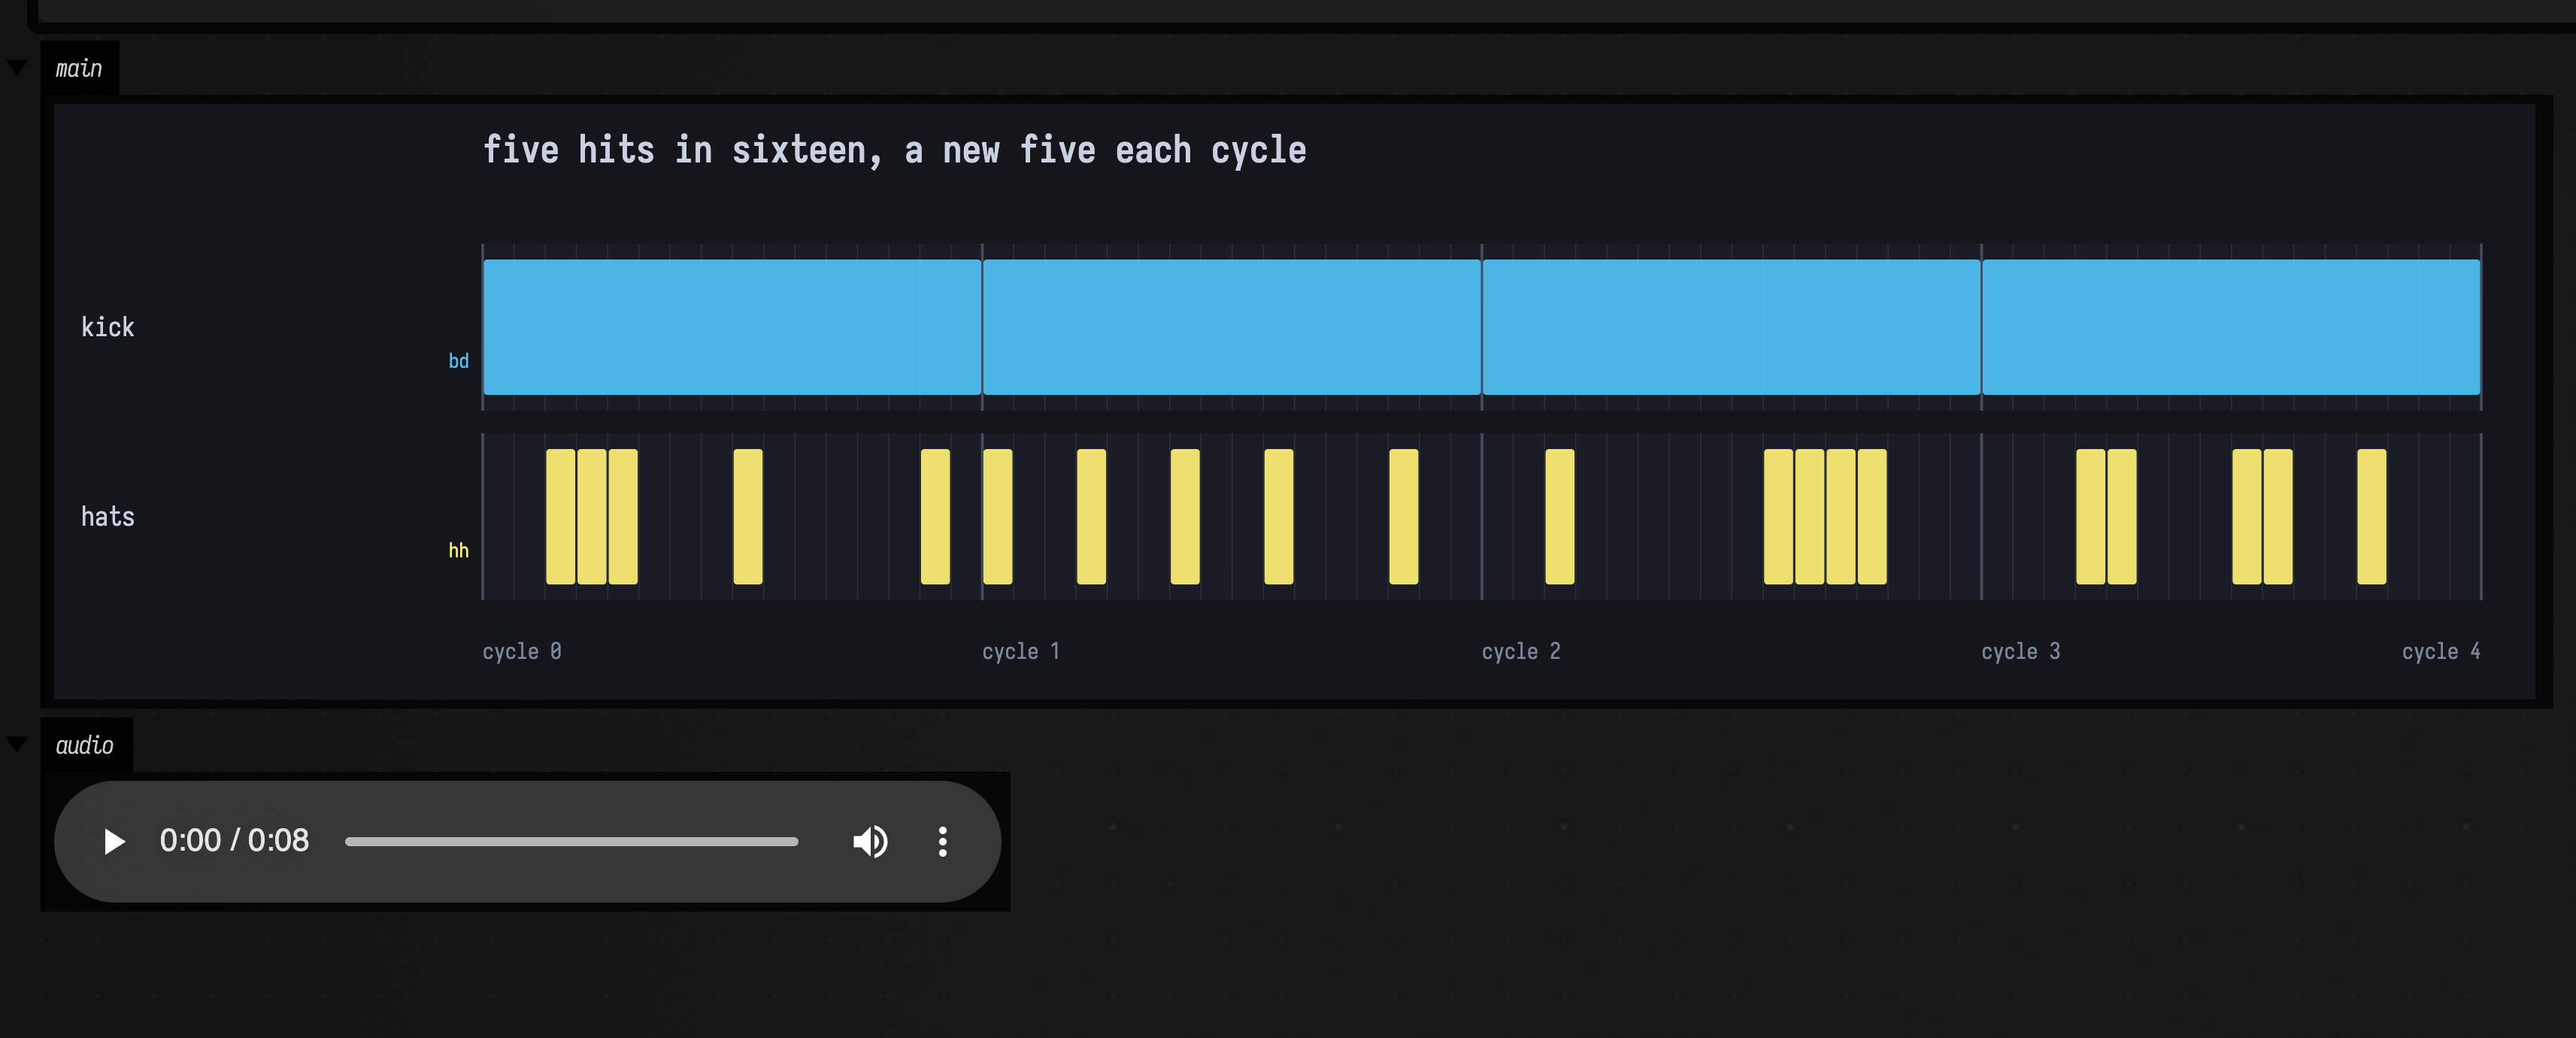 main
five hits in sixteen, a new five each cycle
kick
bd
hats
hh
cycle 0 cycle 1 cycle 2 cycle 3 cycle 4
audio
0:00 / 0:08